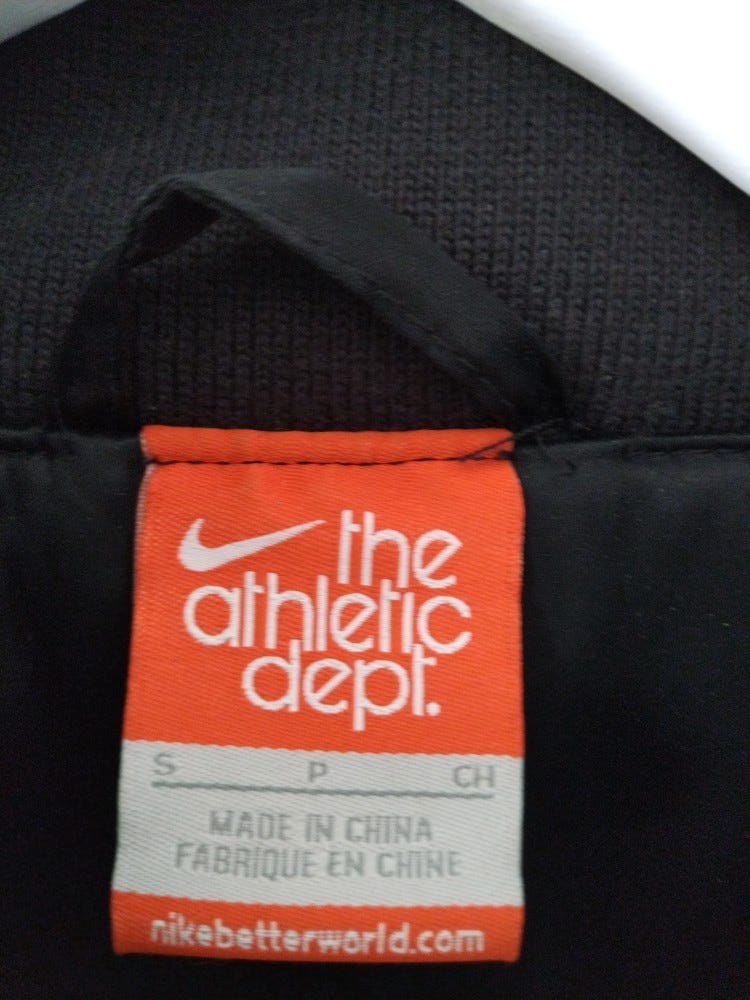 the
athletic
dept.
S P CH
MADE IN CHINA
FABRIQUE EN CHINE
nikebetterworld.com